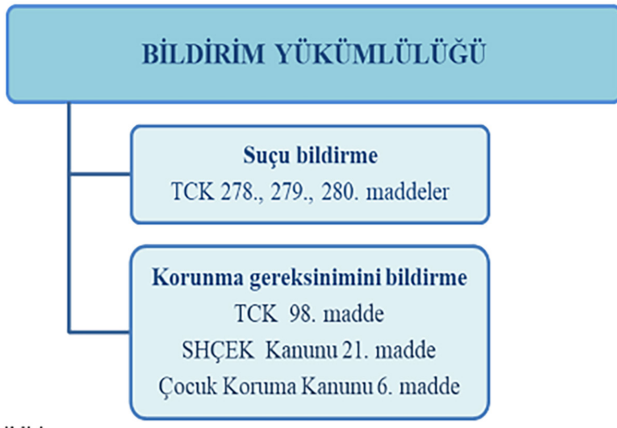 BİLDİRİM YÜKÜMLÜLÜĞÜ
Suçu bildirme
TCK 278., 279., 280. maddeler
Korunma gereksinimini bildirme
TCK 98. madde
SHÇEK Kanunu 21. madde
Çocuk Koruma Kanunu 6. madde